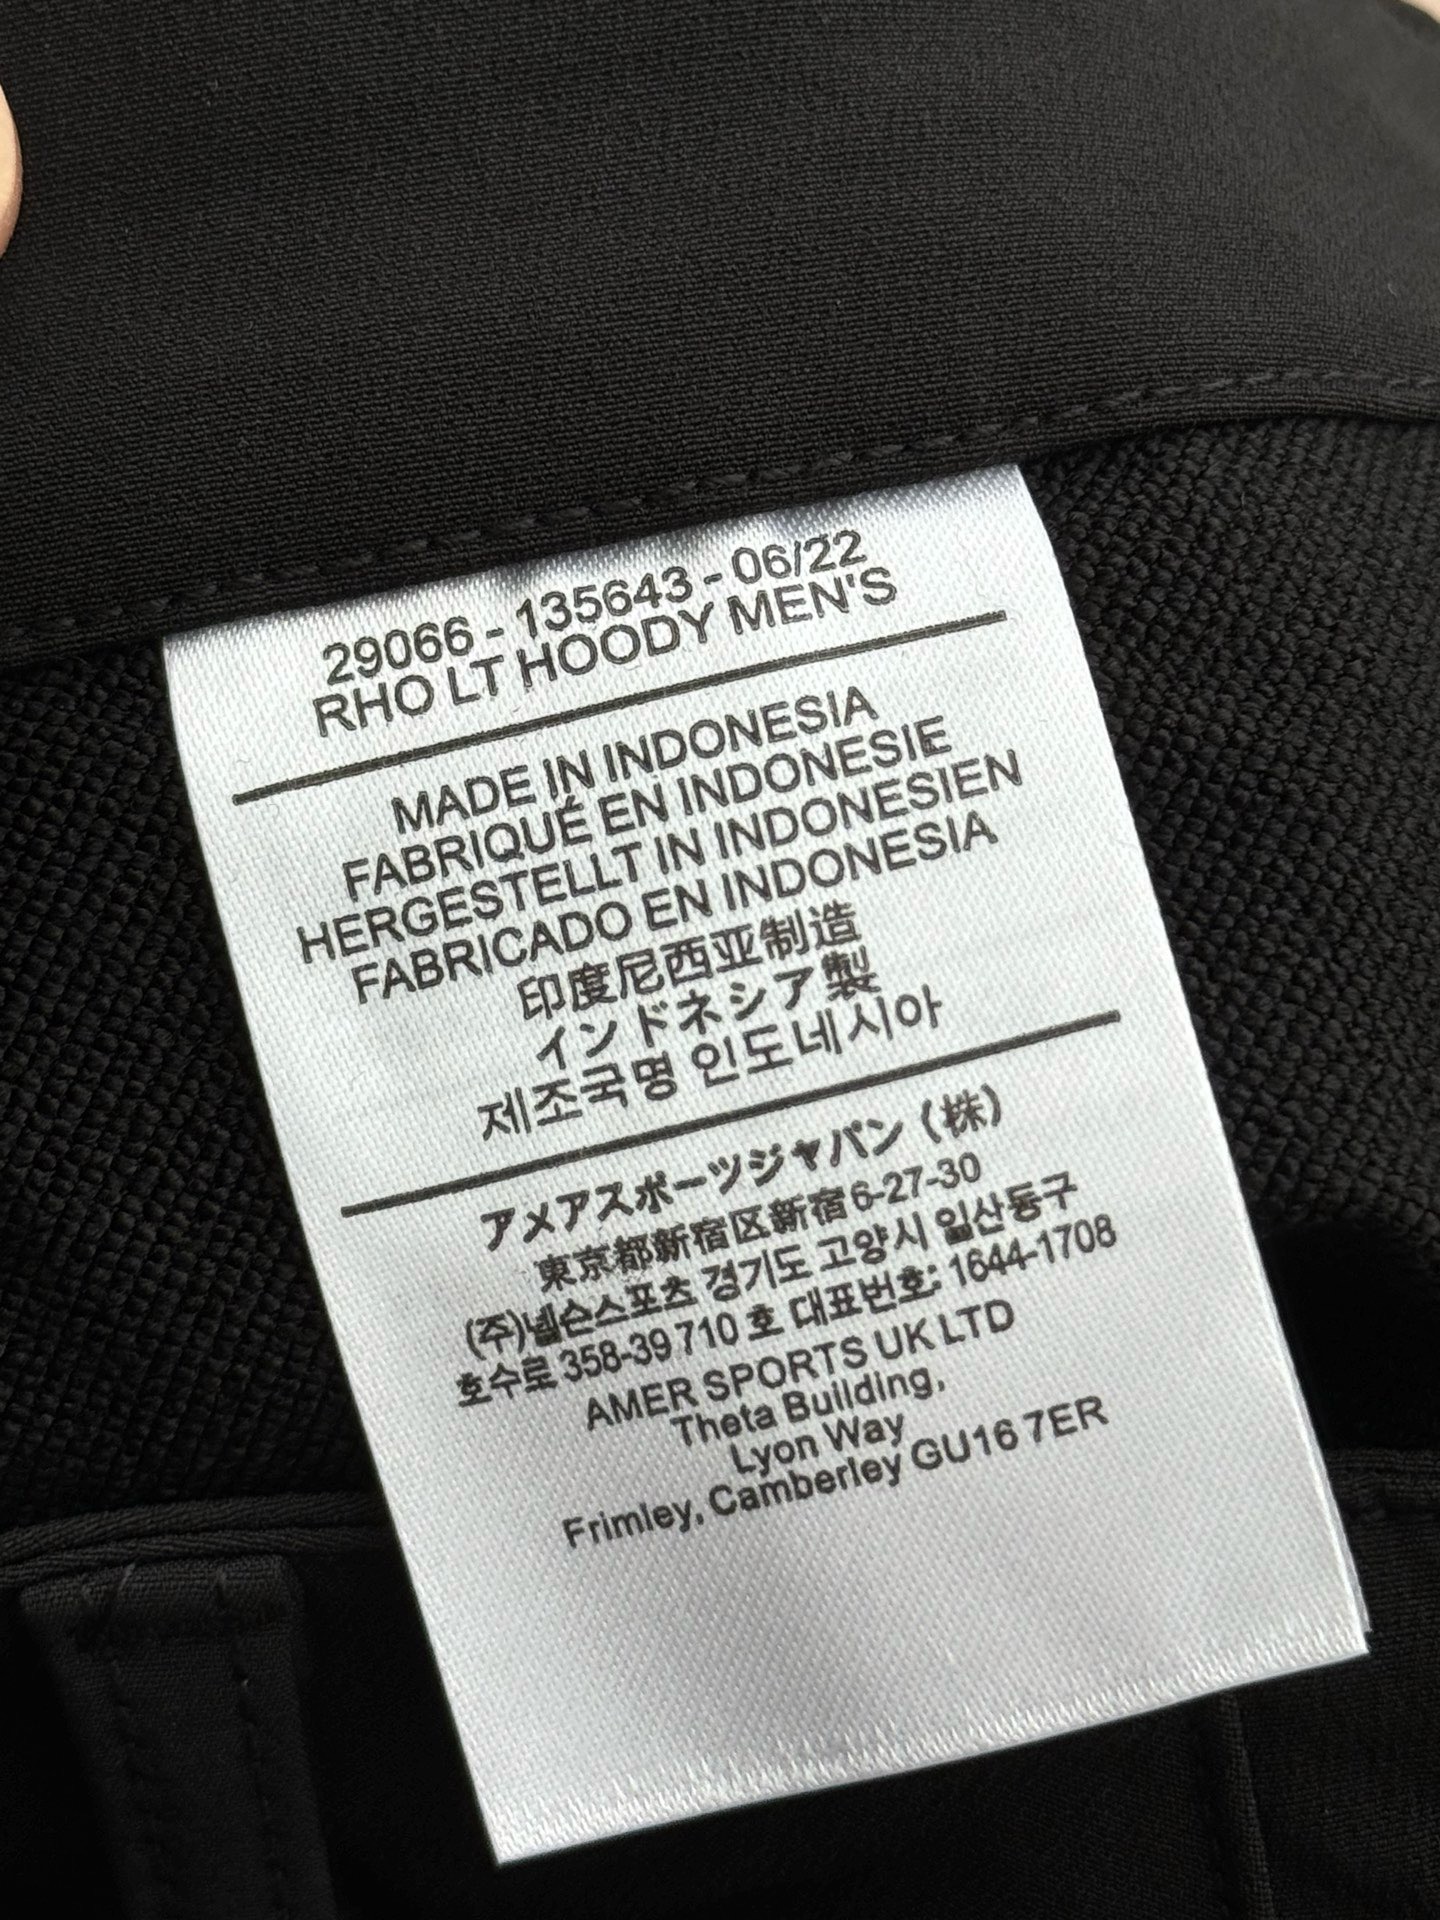 29066 - 135643 - 06/22
RHO LT HOODY MEN'S
MADE IN INDONESIA
FABRIQUÉ EN INDONESIE
HERGESTELLT IN INDONESIEN
FABRICADO EN INDONESIA
印度尼西亚制造
インドネシア製
제조국명 인도네시아
アメアスポーツジャパン（株）
東京都新宿区新宿6-27-30
(주)넬슨스포츠 경기도 고양시 일산동구
호수로 358-39 710 호 대표번호: 1644-1708
AMER SPORTS UK LTD
Theta Building,
Lyon Way
Frimley, Camberley GU16 7ER